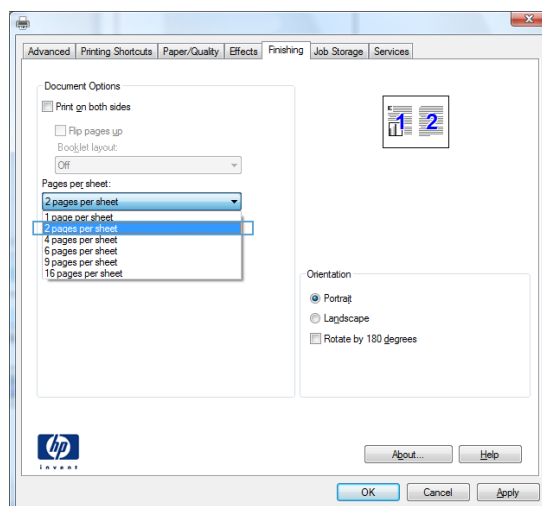 Advanced Printing Shortcuts Paper/Quality Effects Finishing Job Storage Services
Document Options
Print on both sides
Flip pages up
Booklet layout:
Off
Pages per sheet:
2 pages per sheet
1 page per sheet
2 pages per sheet
4 pages per sheet
6 pages per sheet
9 pages per sheet
16 pages per sheet
1 2
Orientation
Portrait
Landscape
Rotate by 180 degrees
hp
invent
About... Help
OK Cancel Apply